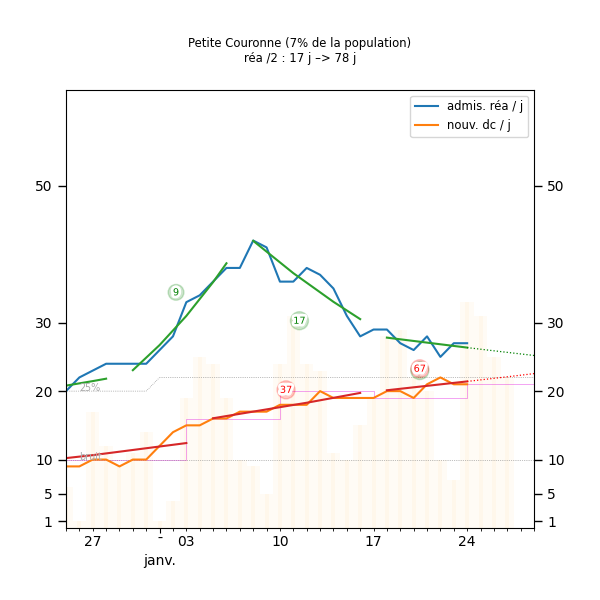 Petite Couronne (7% de la population)
réa /2 : 17 j –> 78 j
admis. réa / j
nouv. dc / j
50 50
9
17
30 30
67
37
25%
20 20
10 10
5 5
1 1
27 - 03 10 17 24
janv.